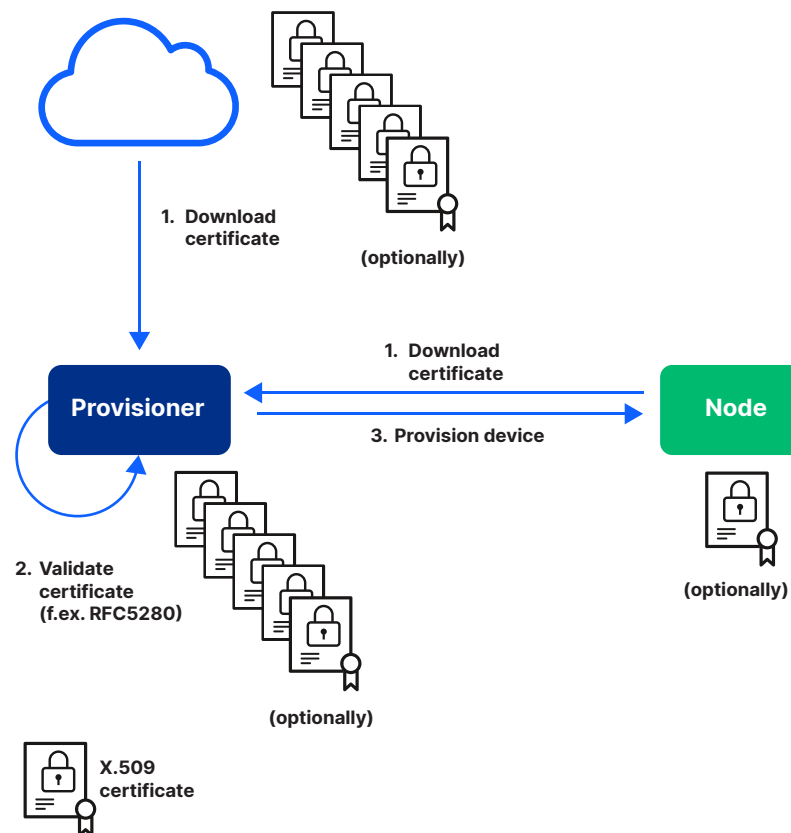 1. Download
certificate
(optionally)
1. Download
certificate
Provisioner
Node
3. Provision device
2. Validate
certificate
(f.ex. RFC5280)
(optionally)
(optionally)
X.509
certificate